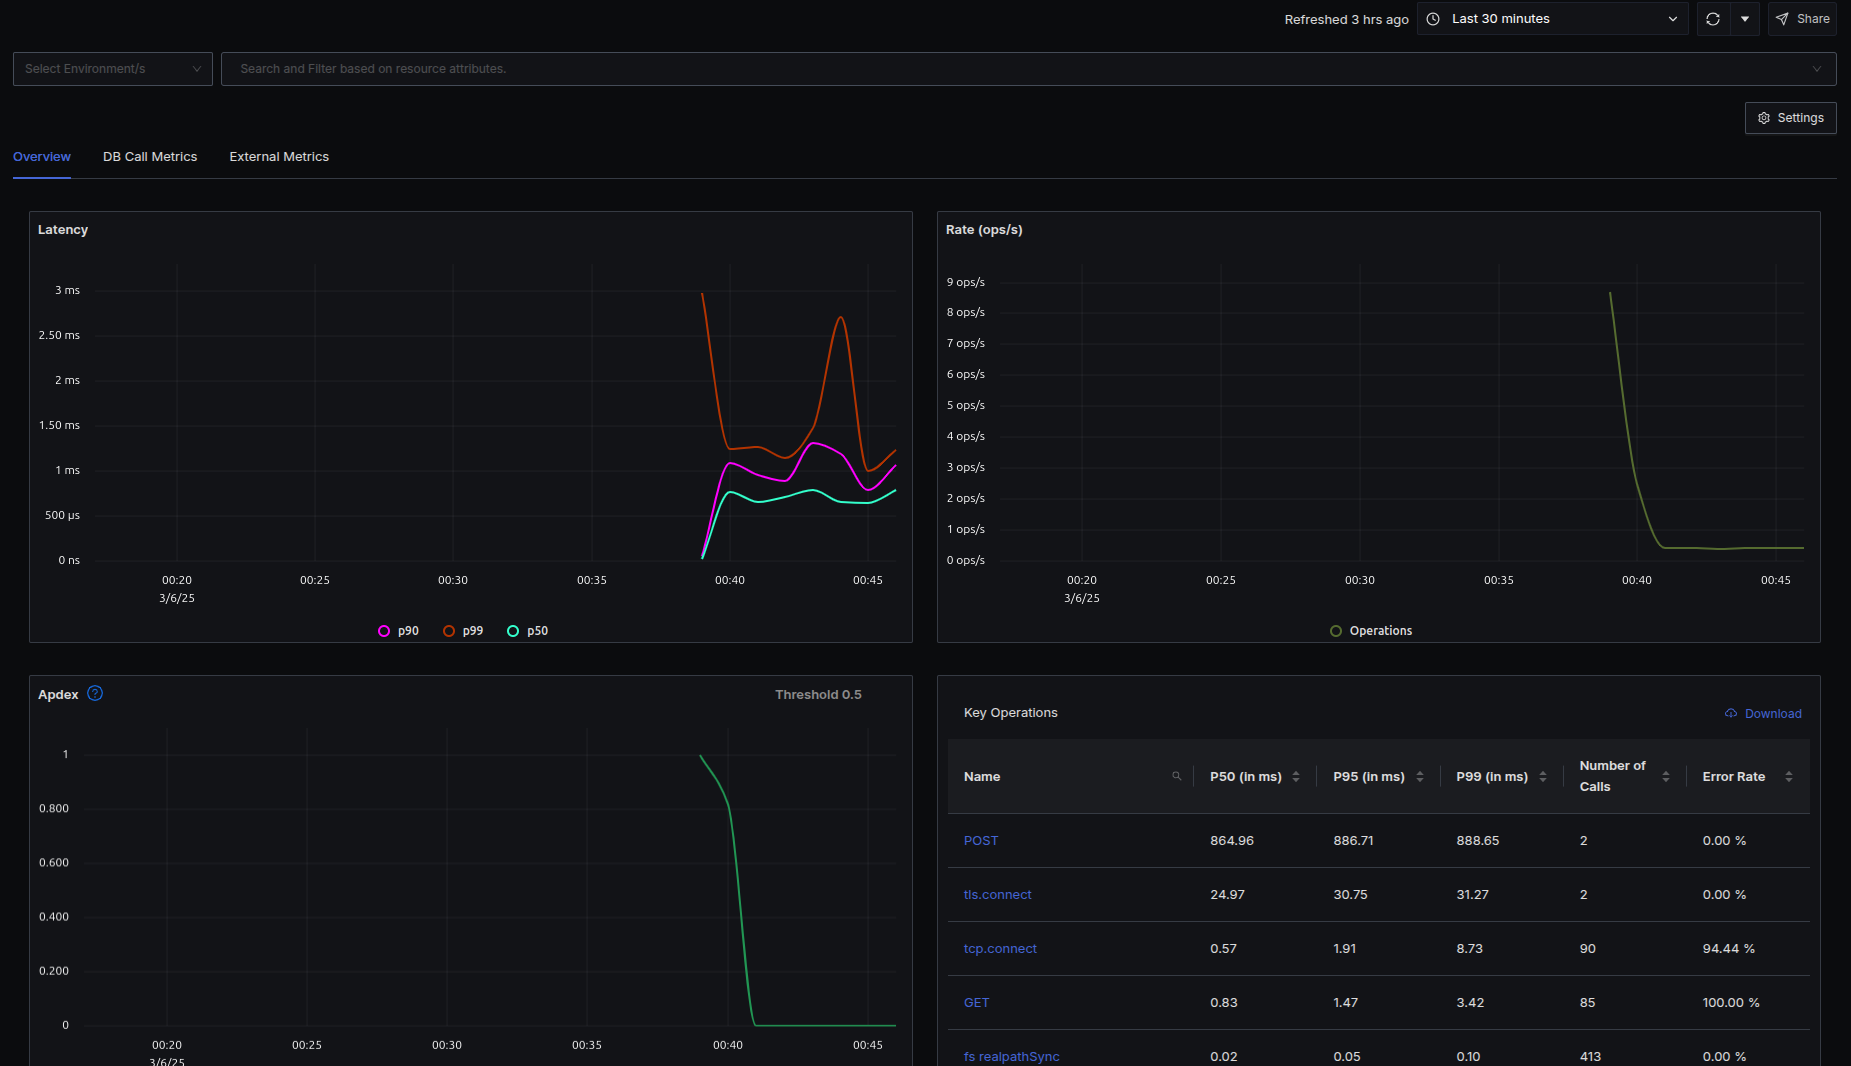 Refreshed 3 hrs ago
Last 30 minutes
Share
Select Environment/s
Search and Filter based on resource attributes.
Settings
Overview
DB Call Metrics
External Metrics
Latency
3 ms
2.50 ms
2 ms
1.50 ms
1 ms
500 µs
0 ns
00:20
00:25
00:30
00:35
00:40
00:45
3/6/25
p90
p99
p50
Rate (ops/s)
9 ops/s
8 ops/s
7 ops/s
6 ops/s
5 ops/s
4 ops/s
3 ops/s
2 ops/s
1 ops/s
0 ops/s
00:20
00:25
00:30
00:35
00:40
00:45
3/6/25
Operations
Apdex
Threshold 0.5
1
0.800
0.600
0.400
0.200
0
00:20
00:25
00:30
00:35
00:40
00:45
3/6/25
Key Operations
Download
Name P50 (in ms) P95 (in ms) P99 (in ms) Number of Calls Error Rate
POST 864.96 886.71 888.65 2 0.00 %
tls.connect 24.97 30.75 31.27 2 0.00 %
tcp.connect 0.57 1.91 8.73 90 94.44 %
GET 0.83 1.47 3.42 85 100.00 %
fs realpathSync 0.02 0.05 0.10 413 0.00 %